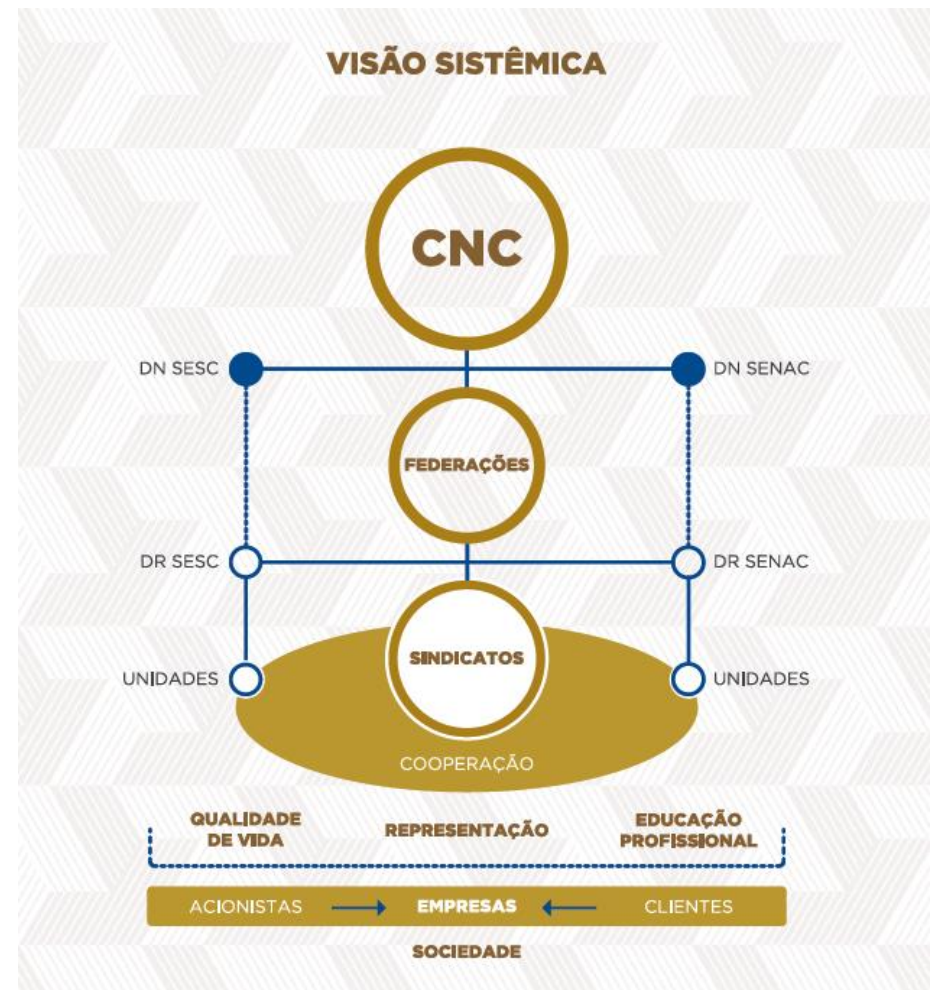 VISÃO SISTÊMICA
CNC
DN SESC
DN SENAC
FEDERAÇÕES
DR SESC
DR SENAC
SINDICATOS
UNIDADES
UNIDADES
COOPERAÇÃO
QUALIDADE
DE VIDA
REPRESENTAÇÃO
EDUCAÇÃO
PROFISSIONAL
ACIONISTAS
EMPRESAS
CLIENTES
SOCIEDADE